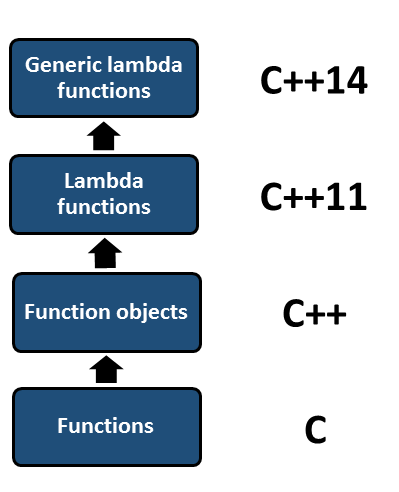 Generic lambda
functions
C++14
Lambda
functions
C++11
Function objects
C++
Functions
C